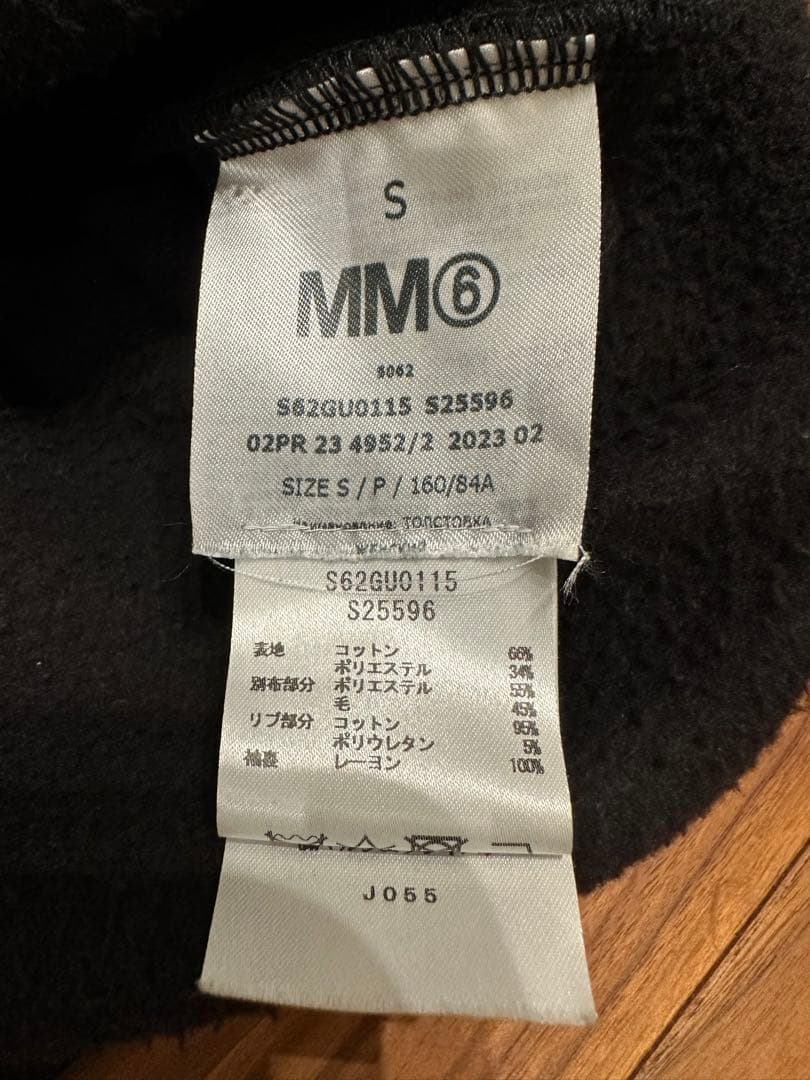 S
MM⑥
S062
S62GU0115 S25596
02PR 23 4952/2 2023 02
SIZE S / P / 160/84A
Наименование: ТОЛСТОВКА
S62GU0115
S25596
表地 コットン 66%
ポリエステル 34%
別布部分 ポリエステル 55%
毛 45%
リブ部分 コットン 95%
ポリウレタン 5%
袖裏 レーヨン 100%
J055